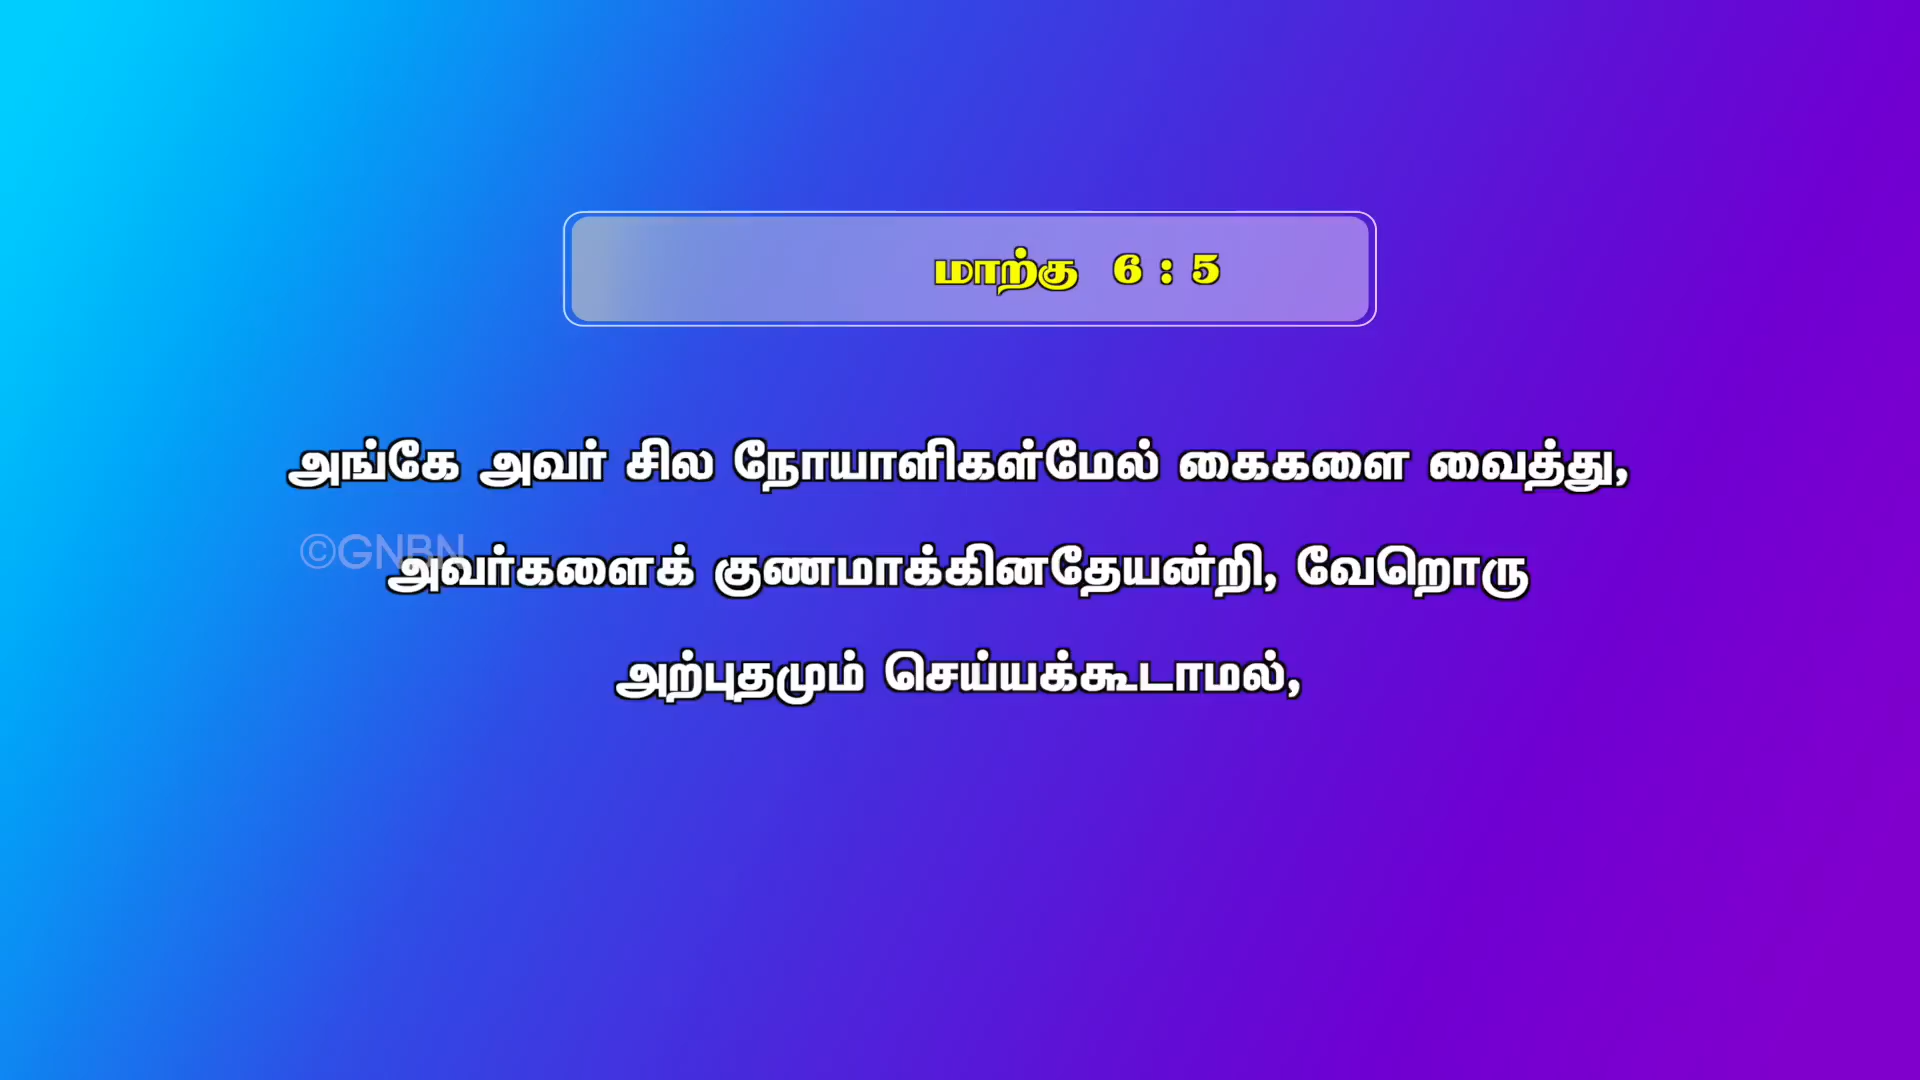 மாற்கு 6 : 5
அங்கே அவர் சில நோயாளிகள்மேல் கைகளை வைத்து,
©GNBN
அவர்களைக் குணமாக்கினதேயன்றி, வேறொரு
அற்புதமும் செய்யக்கூடாமல்,